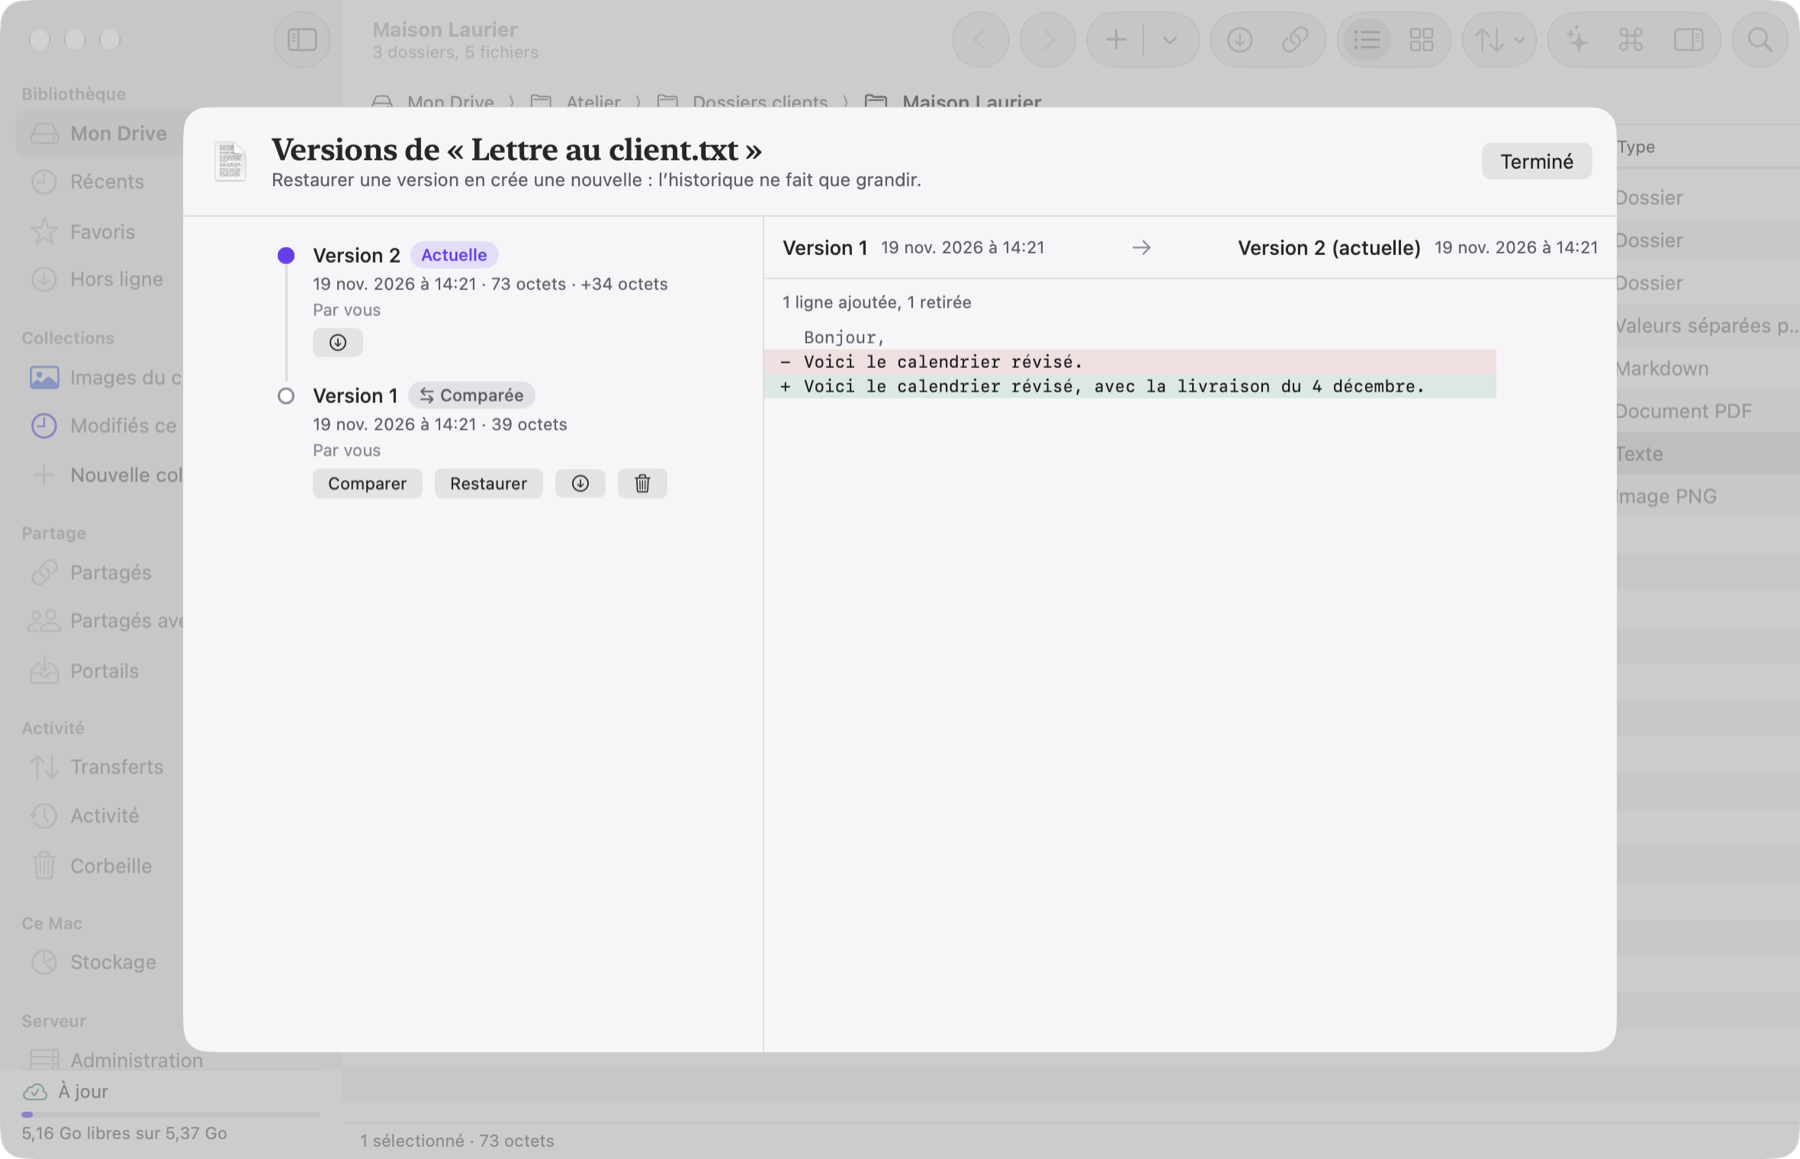 Maison Laurier
3 dossiers, 5 fichiers
Bibliothèque
Mon Drive
Récents
Favoris
Hors ligne
Collections
Images du c
Modifiés ce
Nouvelle col
Partage
Partagés
Partagés ave
Portails
Activité
Transferts
Activité
Corbeille
Ce Mac
Stockage
Serveur
Administration
À jour
5,16 Go libres sur 5,37 Go
Mon Drive › Atelier › Dossiers clients › Maison Laurier
Versions de « Lettre au client.txt »
Restaurer une version en crée une nouvelle : l’historique ne fait que grandir.
Terminé
Version 2 Actuelle
19 nov. 2026 à 14:21 · 73 octets · +34 octets
Par vous
Version 1 Comparée
19 nov. 2026 à 14:21 · 39 octets
Par vous
Comparer Restaurer
Version 1 19 nov. 2026 à 14:21 → Version 2 (actuelle) 19 nov. 2026 à 14:21
1 ligne ajoutée, 1 retirée
Bonjour,
− Voici le calendrier révisé.
+ Voici le calendrier révisé, avec la livraison du 4 décembre.
Type
Dossier
Dossier
Dossier
Valeurs séparées p…
Markdown
Document PDF
Texte
Image PNG
1 sélectionné · 73 octets